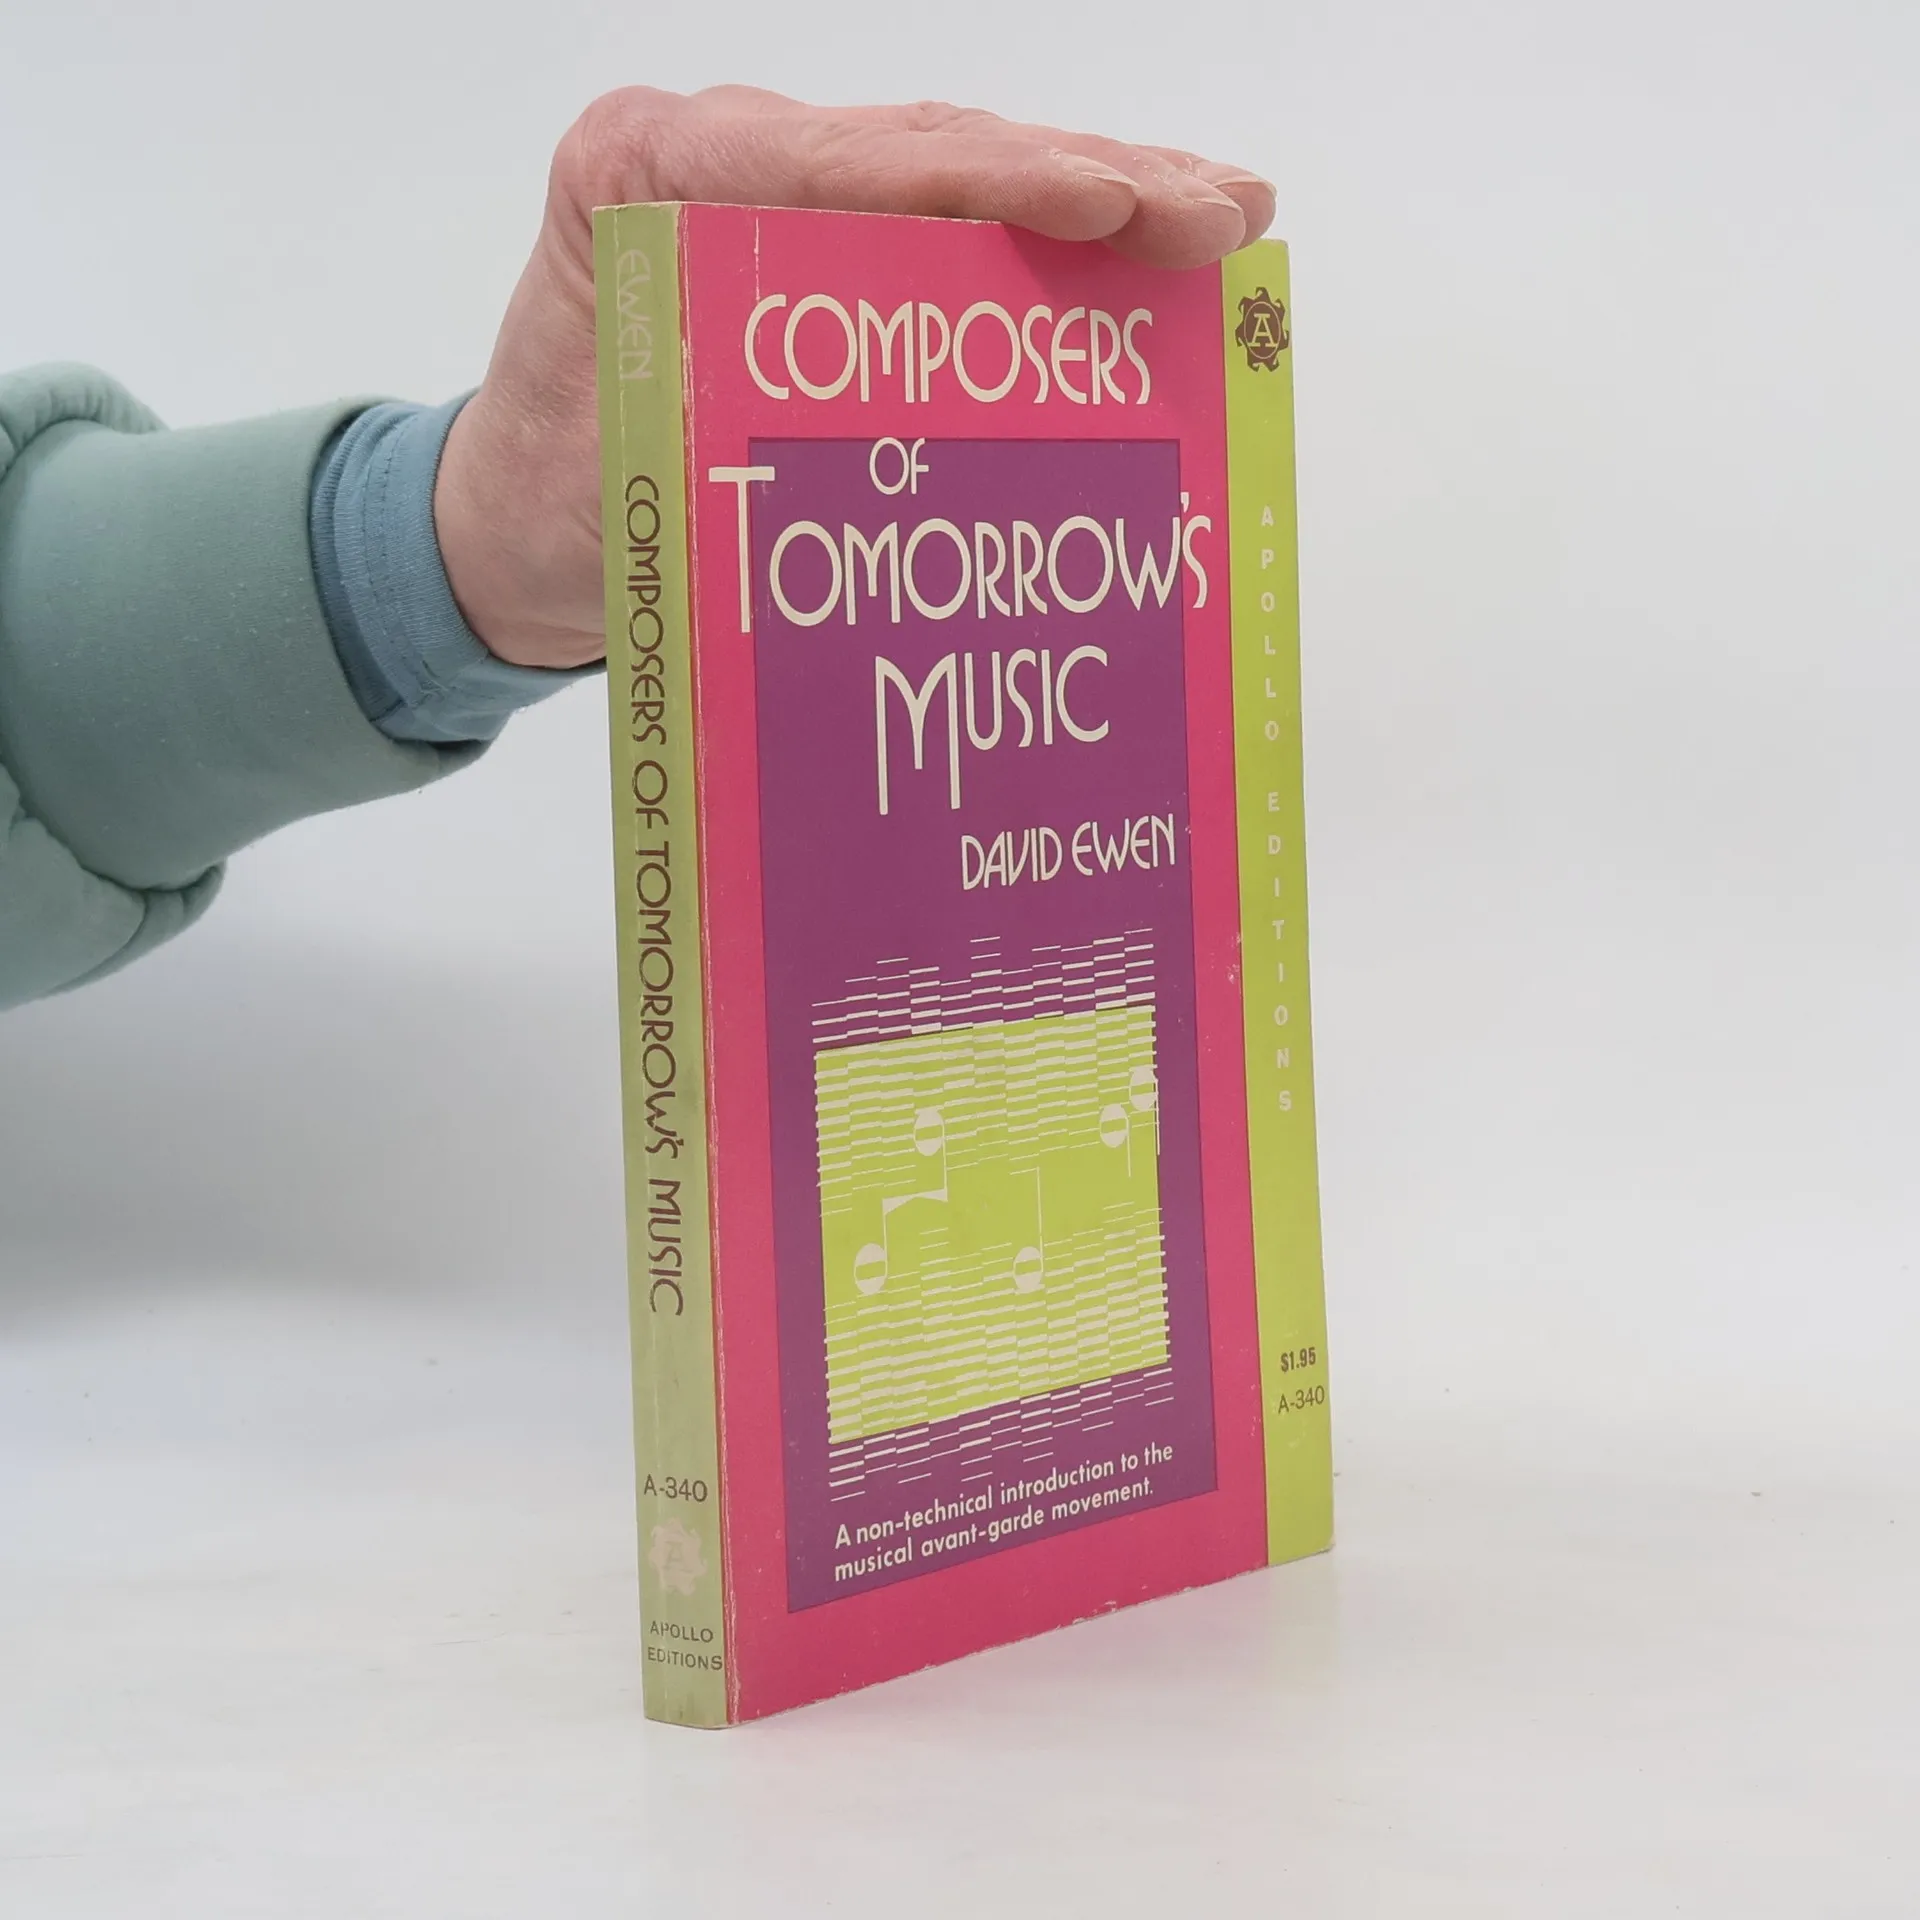 EWEN
COMPOSERS OF TOMORROW'S MUSIC
A-340
A
APOLLO
EDITIONS
COMPOSERS
OF
TOMORROW'S
MUSIC
DAVID EWEN
A non-technical introduction to the
musical avant-garde movement.
A
APOLLO EDITIONS
$1.95
A-340